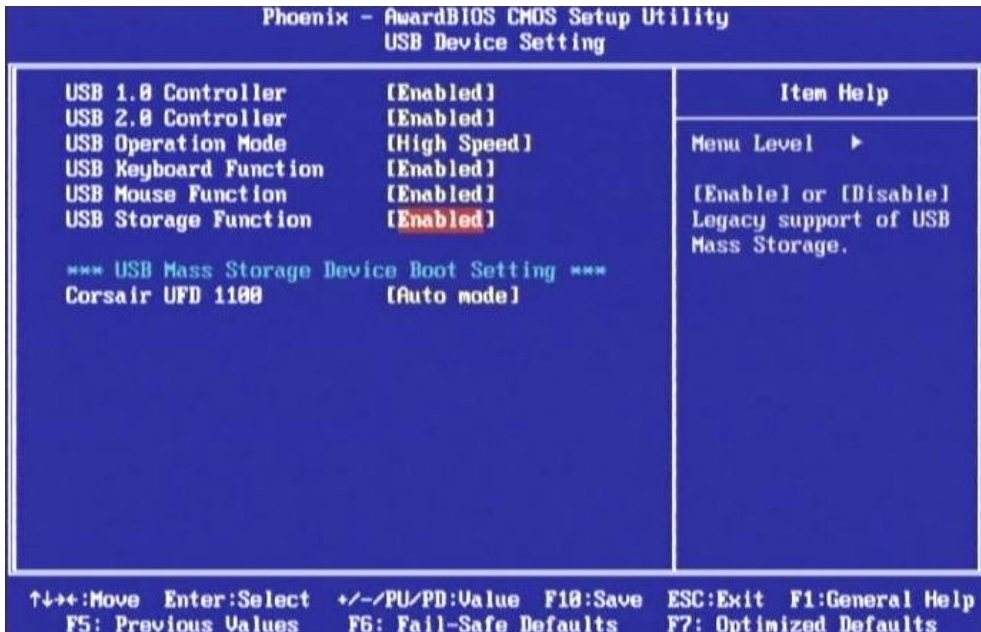 Phoenix - AwardBIOS CMOS Setup Utility
USB Device Setting
USB 1.0 Controller [Enabled]
USB 2.0 Controller [Enabled]
USB Operation Mode [High Speed]
USB Keyboard Function [Enabled]
USB Mouse Function [Enabled]
USB Storage Function [Enabled]
*** USB Mass Storage Device Boot Setting ***
Corsair UFD 1100 [Auto mode]
Item Help
Menu Level ►
[Enable] or [Disable]
Legacy support of USB
Mass Storage.
↑↓→←:Move Enter:Select +/-/PU/PD:Value F10:Save ESC:Exit F1:General Help
F5: Previous Values F6: Fail-Safe Defaults F7: Optimized Defaults